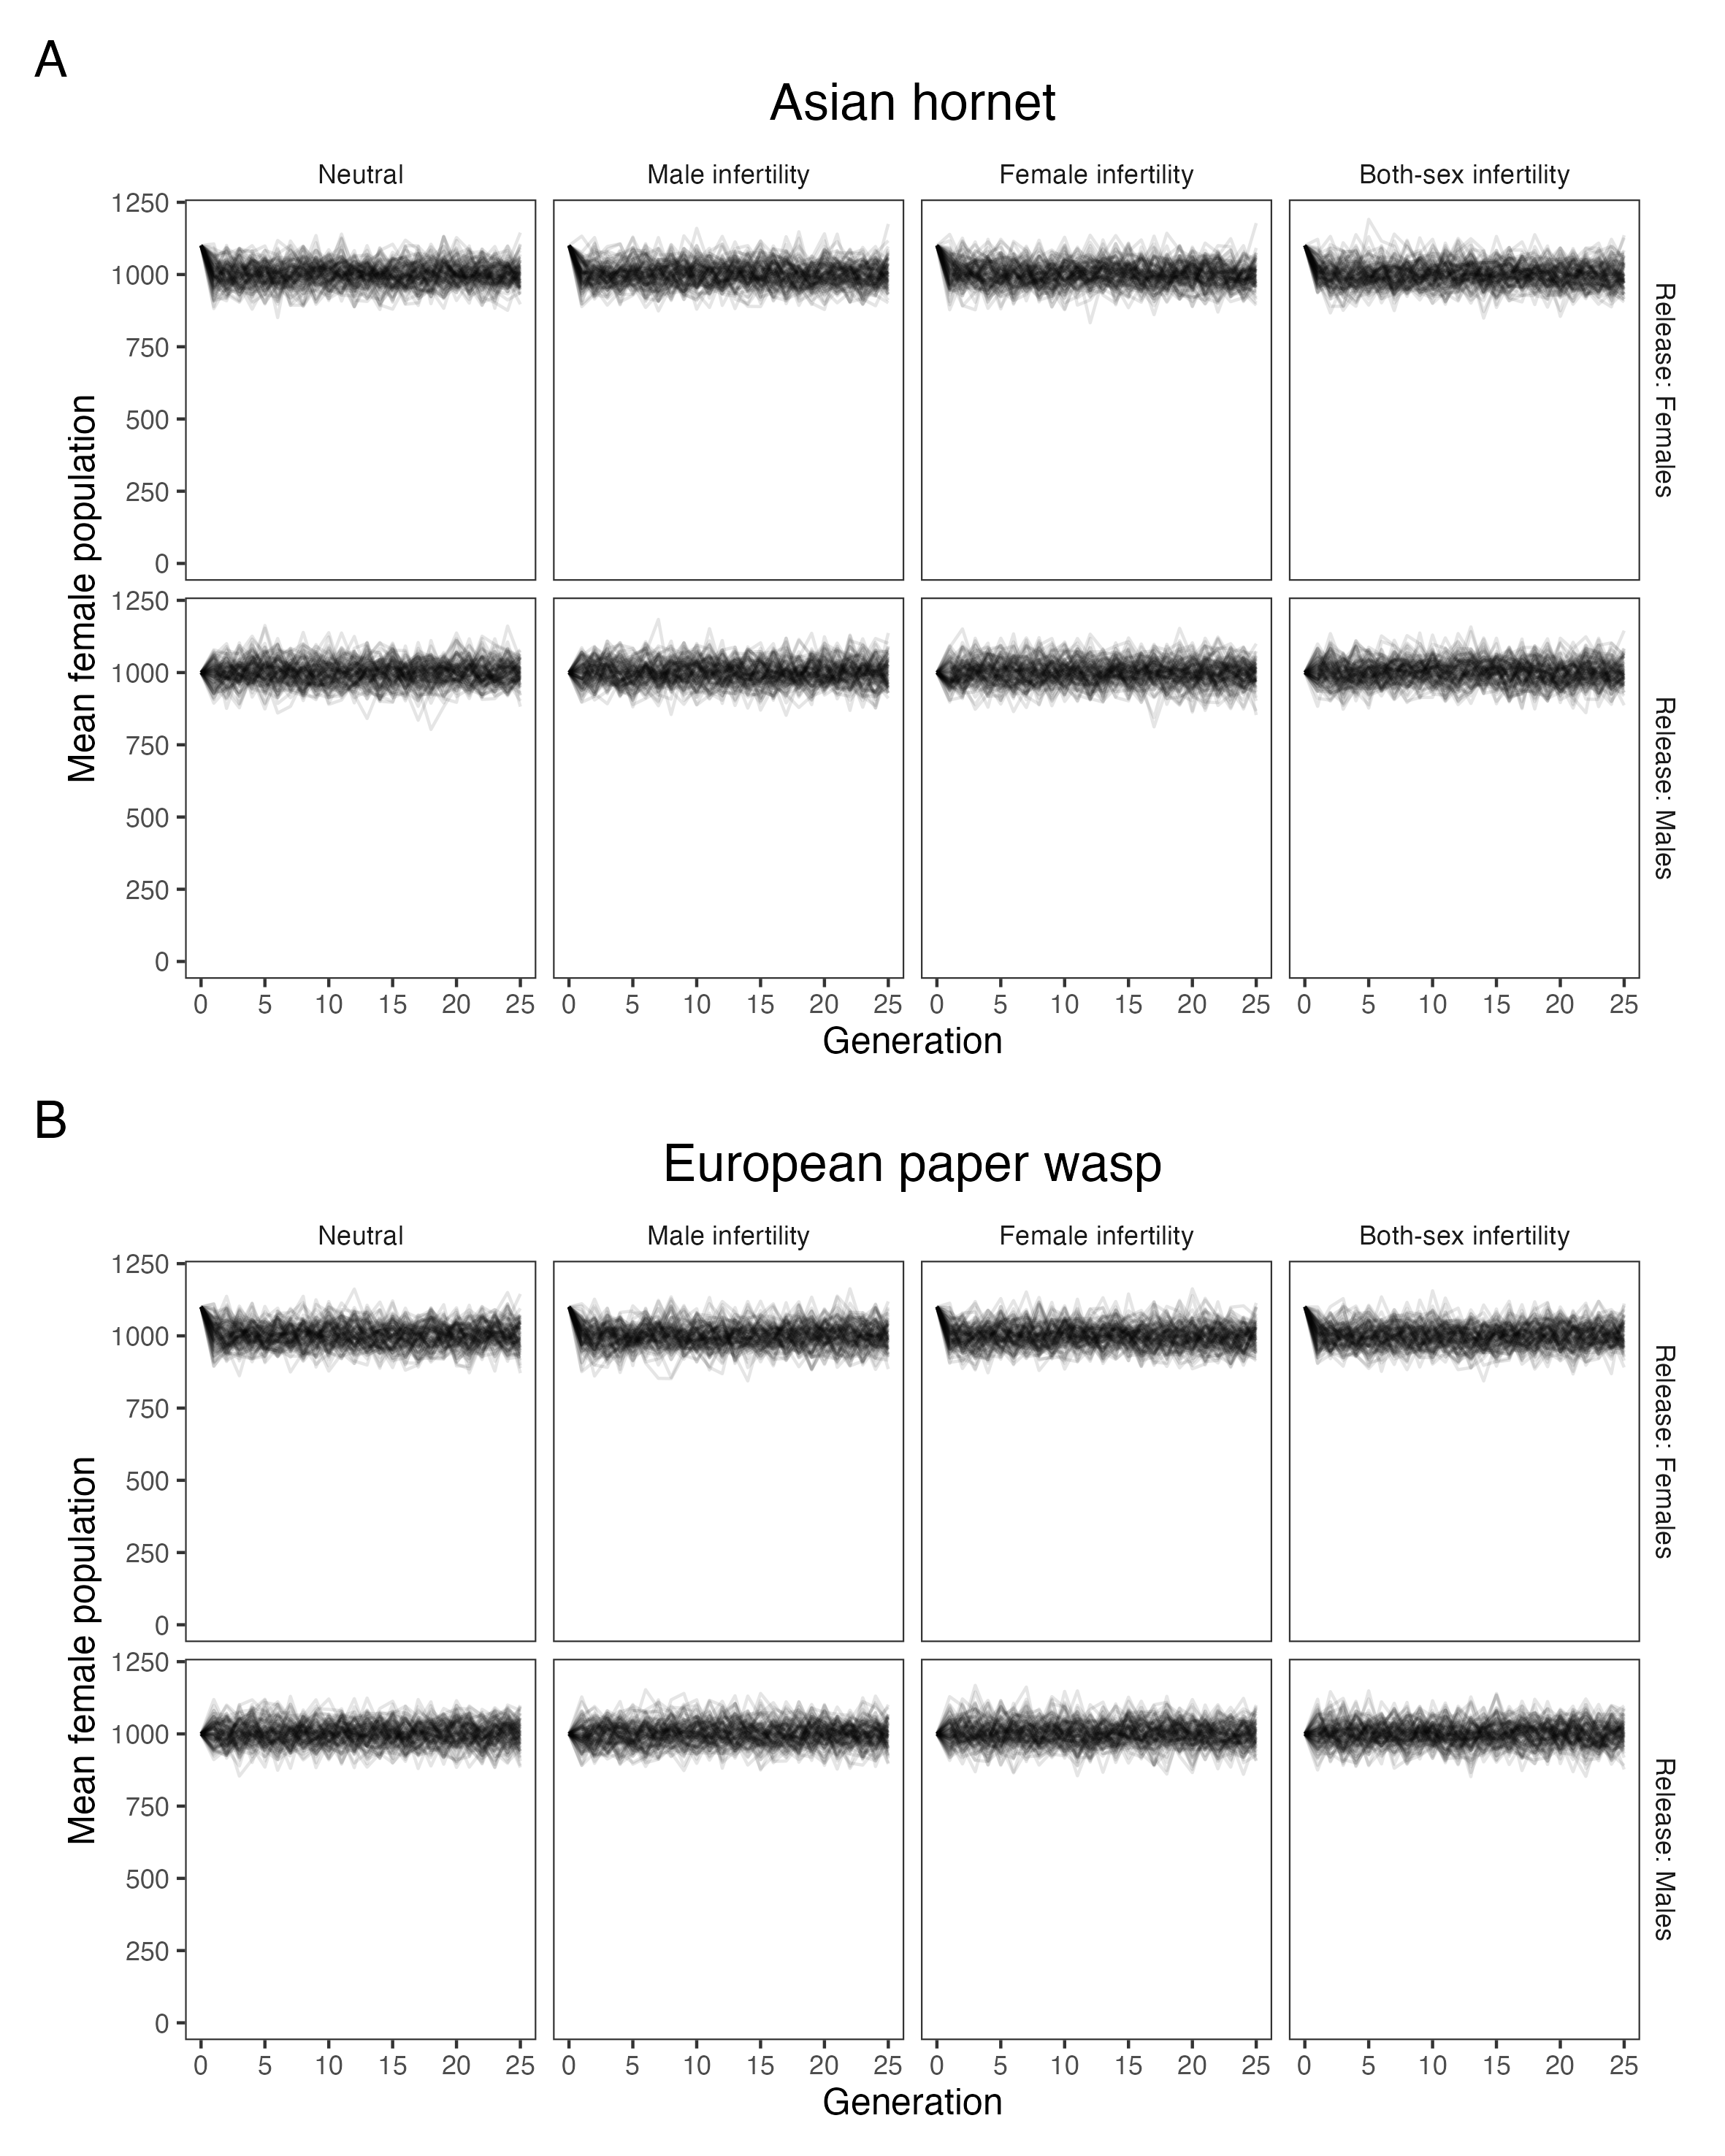 A
Asian hornet
Neutral Male infertility Female infertility Both-sex infertility
1250
1000
750
500
250
0
Release: Females
1250
1000
750
500
250
0
Release: Males
Mean female population
0 5 10 15 20 25 0 5 10 15 20 25 0 5 10 15 20 25 0 5 10 15 20 25
Generation
B
European paper wasp
Neutral Male infertility Female infertility Both-sex infertility
1250
1000
750
500
250
0
Release: Females
1250
1000
750
500
250
0
Release: Males
Mean female population
0 5 10 15 20 25 0 5 10 15 20 25 0 5 10 15 20 25 0 5 10 15 20 25
Generation